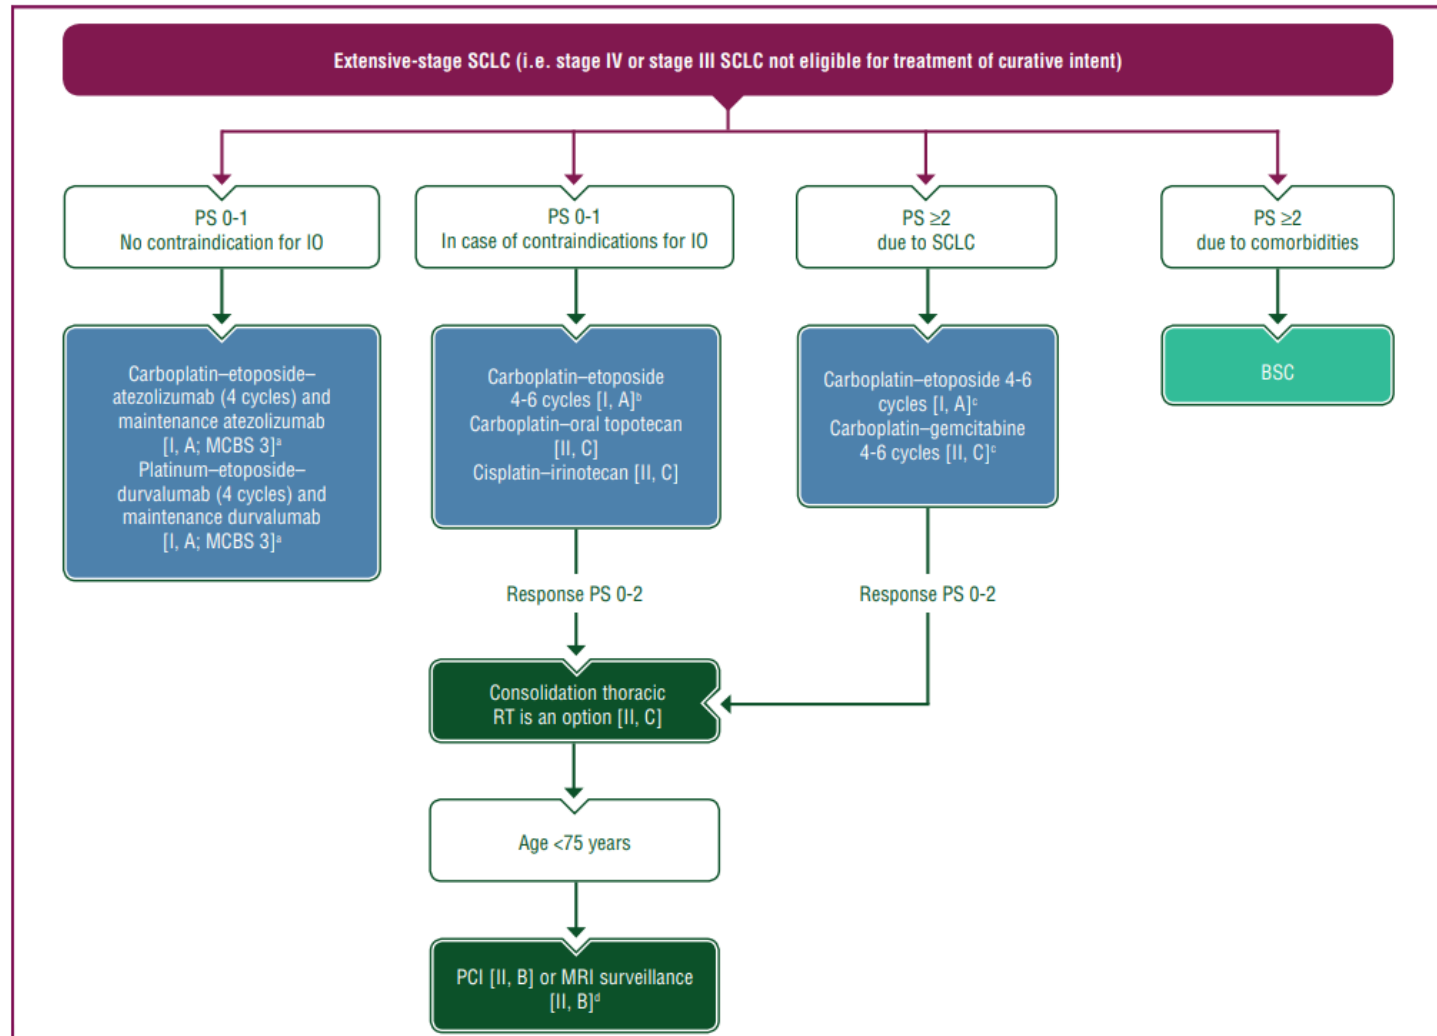 Extensive-stage SCLC (i.e. stage IV or stage III SCLC not eligible for treatment of curative intent)
PS 0-1
No contraindication for IO
PS 0-1
In case of contraindications for IO
PS ≥2
due to SCLC
PS ≥2
due to comorbidities
Carboplatin–etoposide–
atezolizumab (4 cycles) and
maintenance atezolizumab
[I, A; MCBS 3]ᵃ
Platinum–etoposide–
durvalumab (4 cycles) and
maintenance durvalumab
[I, A; MCBS 3]ᵃ
Carboplatin–etoposide
4-6 cycles [I, A]ᵇ
Carboplatin–oral topotecan
[II, C]
Cisplatin–irinotecan [II, C]
Carboplatin–etoposide 4-6
cycles [I, A]ᶜ
Carboplatin–gemcitabine
4-6 cycles [II, C]ᶜ
BSC
Response PS 0-2
Response PS 0-2
Consolidation thoracic
RT is an option [II, C]
Age <75 years
PCI [II, B] or MRI surveillance
[II, B]ᵈ